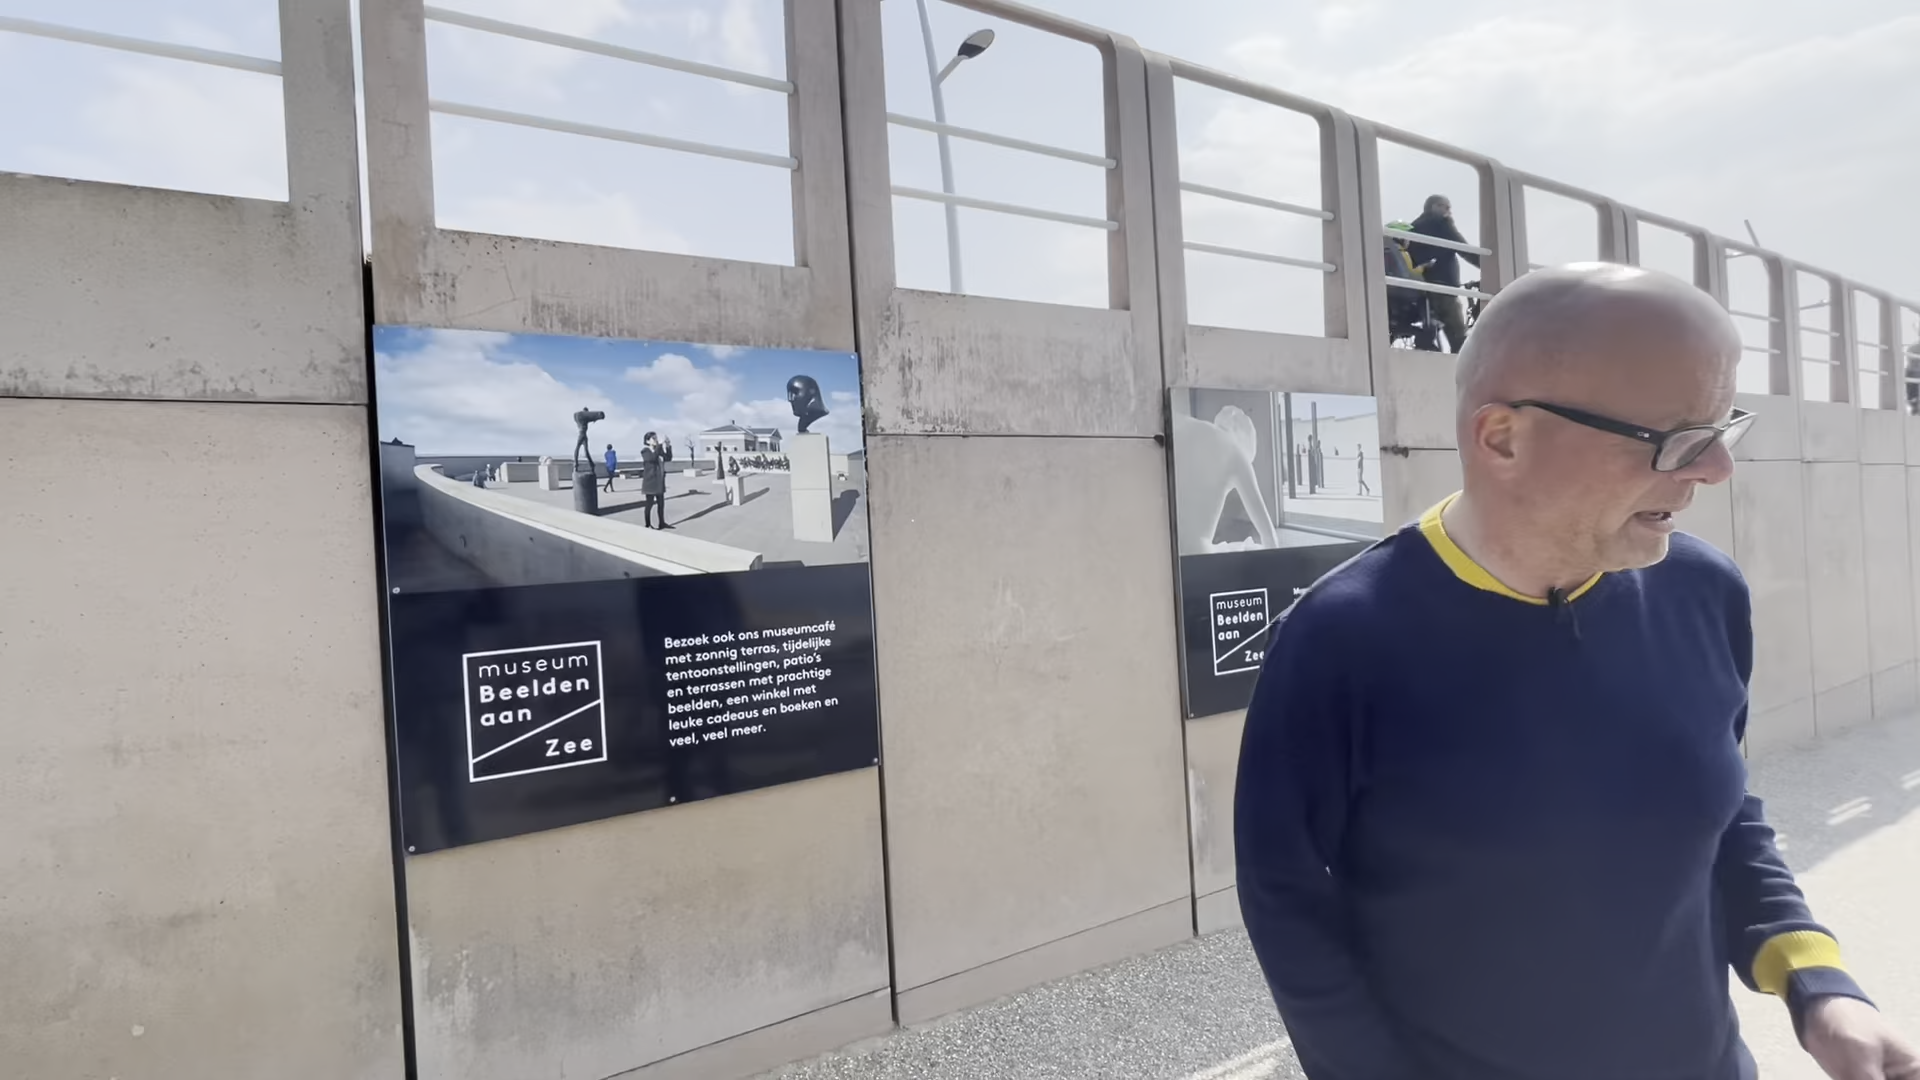 museum
Beelden
aan
Zee
Bezoek ook ons museumcafé
met zonnig terras, tijdelijke
tentoonstellingen, patio's
en terrassen met prachtige
beelden, een winkel met
leuke cadeaus en boeken en
veel, veel meer.
museum
Beelden
aan
Zee